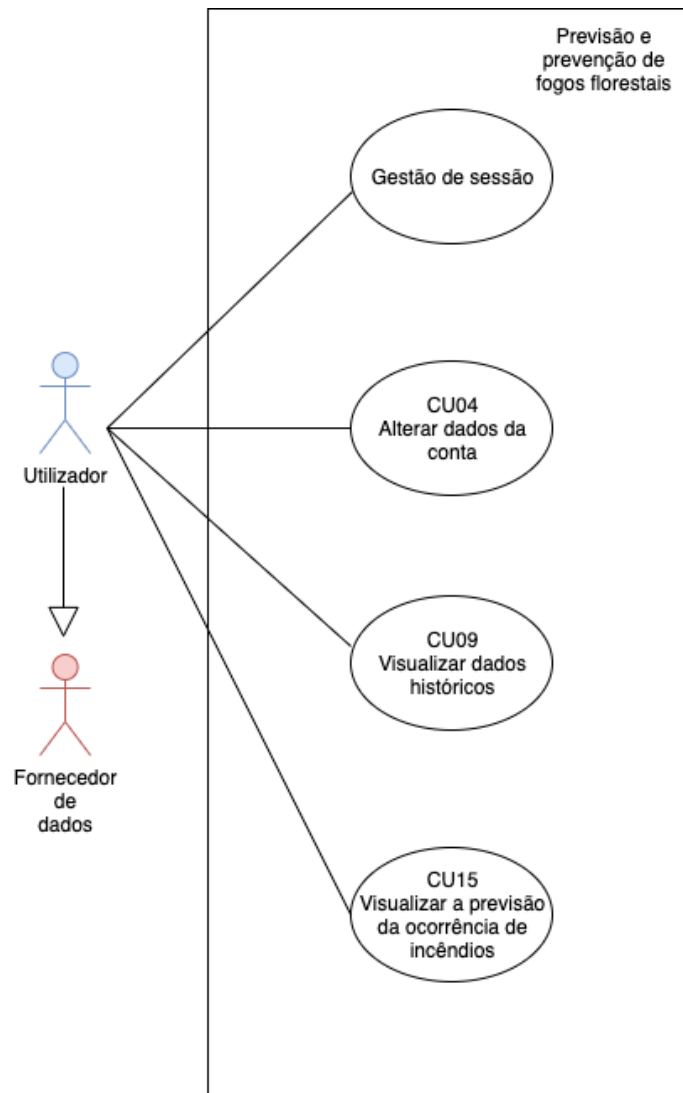 Previsão e
prevenção de
fogos florestais
Gestão de sessão
CU04
Alterar dados da
conta
Utilizador
CU09
Visualizar dados
históricos
Fornecedor
de
dados
CU15
Visualizar a previsão
da ocorrência de
incêndios